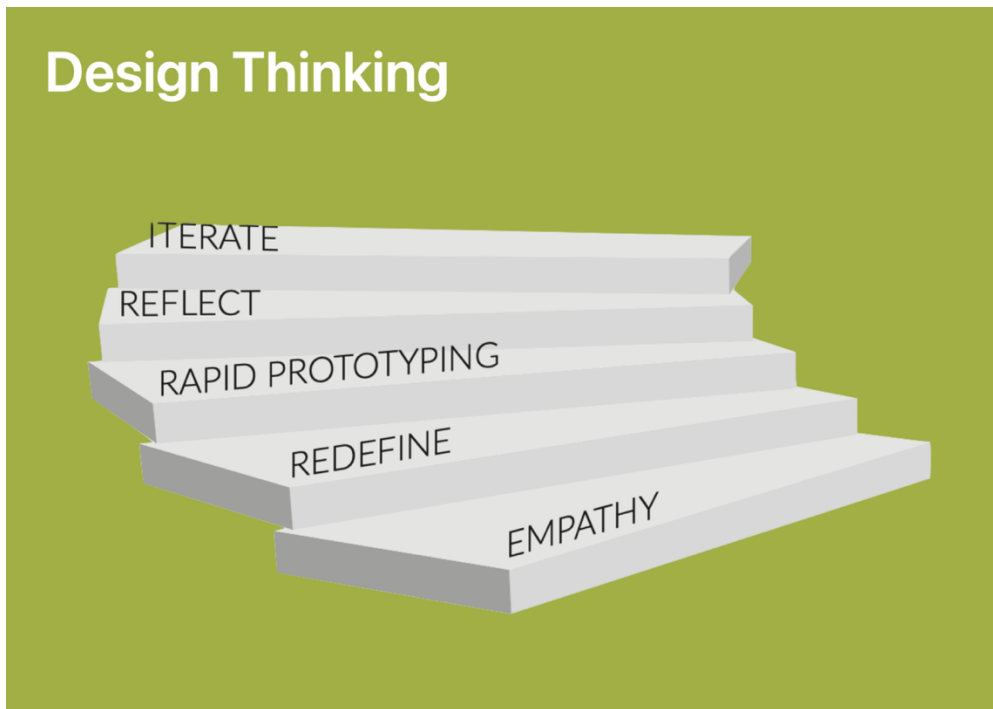 Design Thinking
ITERATE
REFLECT
RAPID PROTOTYPING
REDEFINE
EMPATHY